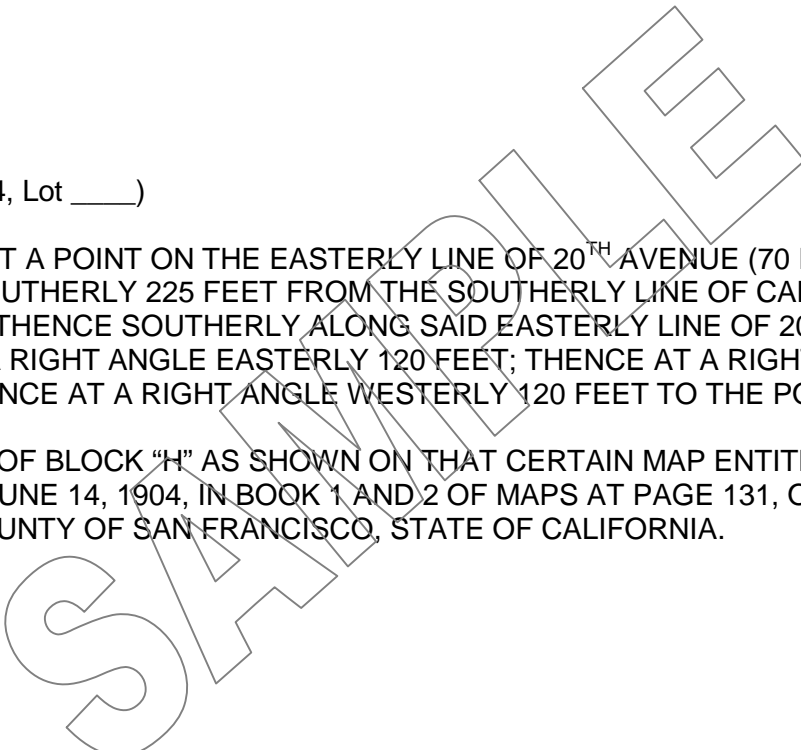 4, Lot ____)
T A POINT ON THE EASTERLY LINE OF 20TH AVENUE (70
UTHERLY 225 FEET FROM THE SOUTHERLY LINE OF CA
THENCE SOUTHERLY ALONG SAID EASTERLY LINE OF 20
A RIGHT ANGLE EASTERLY 120 FEET; THENCE AT A RIGH
NCE AT A RIGHT ANGLE WESTERLY 120 FEET TO THE PO
OF BLOCK “H” AS SHOWN ON THAT CERTAIN MAP ENTIT
UNE 14, 1904, IN BOOK 1 AND 2 OF MAPS AT PAGE 131, O
UNTY OF SAN FRANCISCO, STATE OF CALIFORNIA.
SAMPLE